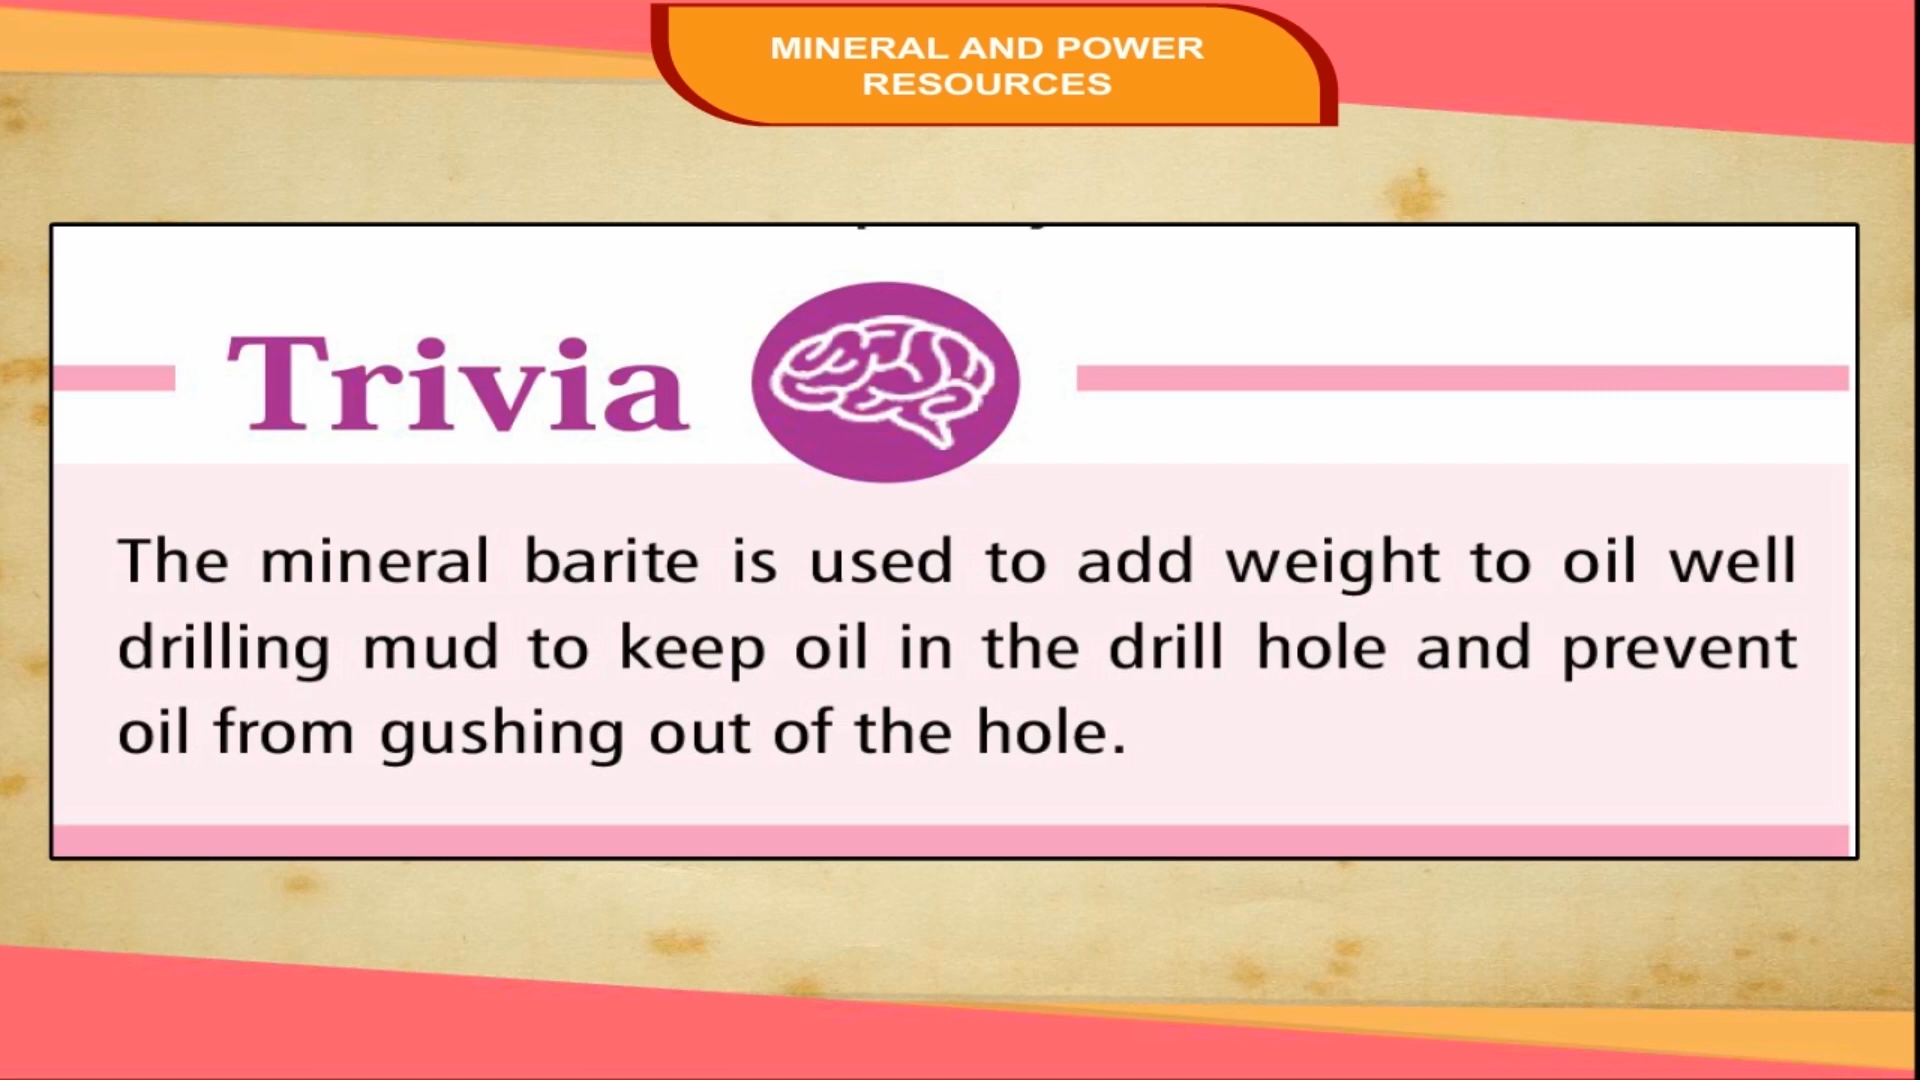 MINERAL AND POWER
RESOURCES
Trivia
The mineral barite is used to add weight to oil well
drilling mud to keep oil in the drill hole and prevent
oil from gushing out of the hole.